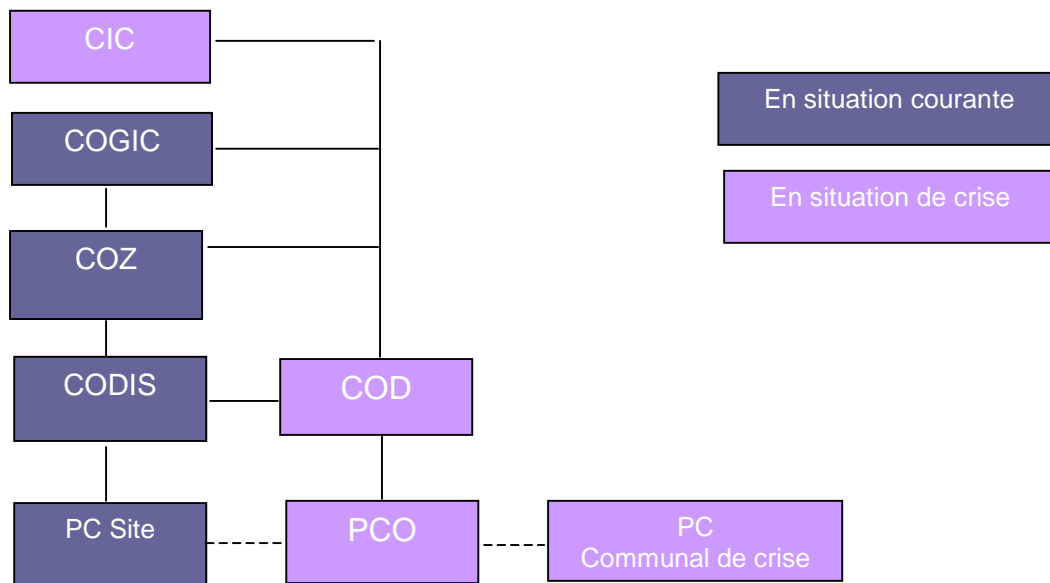 CIC
En situation courante
COGIC
En situation de crise
COZ
CODIS
COD
PC Site
PCO
PC
Communal de crise